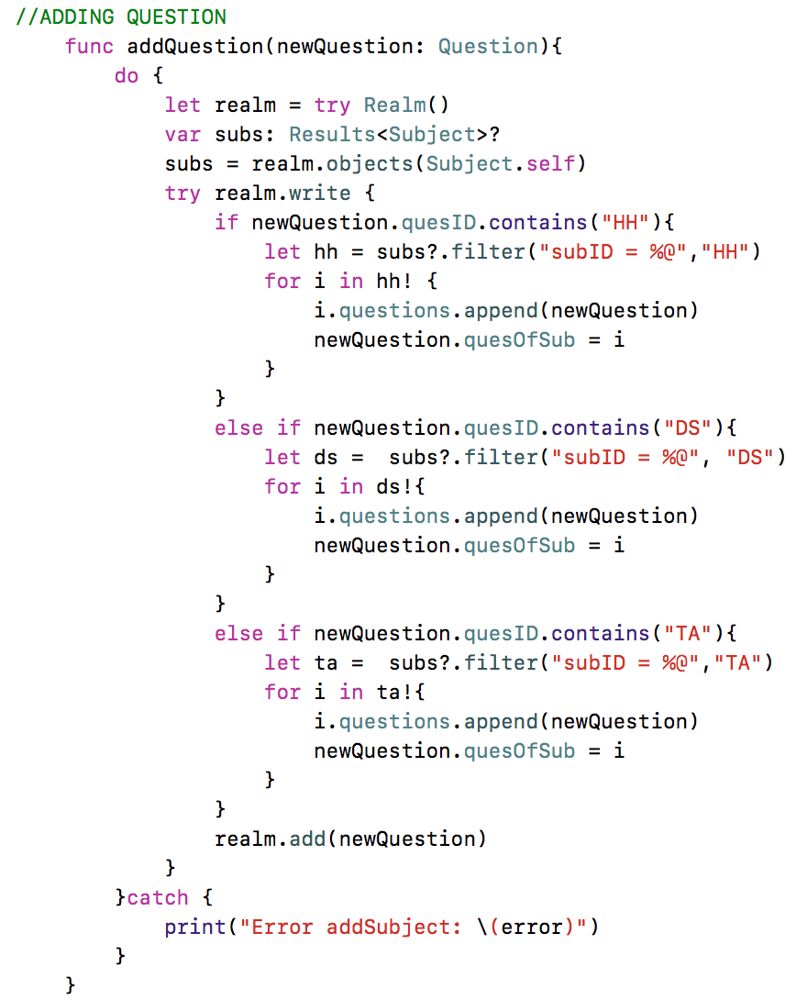 //ADDING QUESTION
    func addQuestion(newQuestion: Question){
        do {
            let realm = try Realm()
            var subs: Results<Subject>?
            subs = realm.objects(Subject.self)
            try realm.write {
                if newQuestion.quesID.contains("HH"){
                    let hh = subs?.filter("subID = %@","HH")
                    for i in hh! {
                        i.questions.append(newQuestion)
                        newQuestion.quesOfSub = i
                    }
                }
                else if newQuestion.quesID.contains("DS"){
                    let ds =  subs?.filter("subID = %@", "DS")
                    for i in ds!{
                        i.questions.append(newQuestion)
                        newQuestion.quesOfSub = i
                    }
                }
                else if newQuestion.quesID.contains("TA"){
                    let ta =  subs?.filter("subID = %@","TA")
                    for i in ta!{
                        i.questions.append(newQuestion)
                        newQuestion.quesOfSub = i
                    }
                }
                realm.add(newQuestion)
            }
        }catch {
            print("Error addSubject: \(error)")
        }
    }